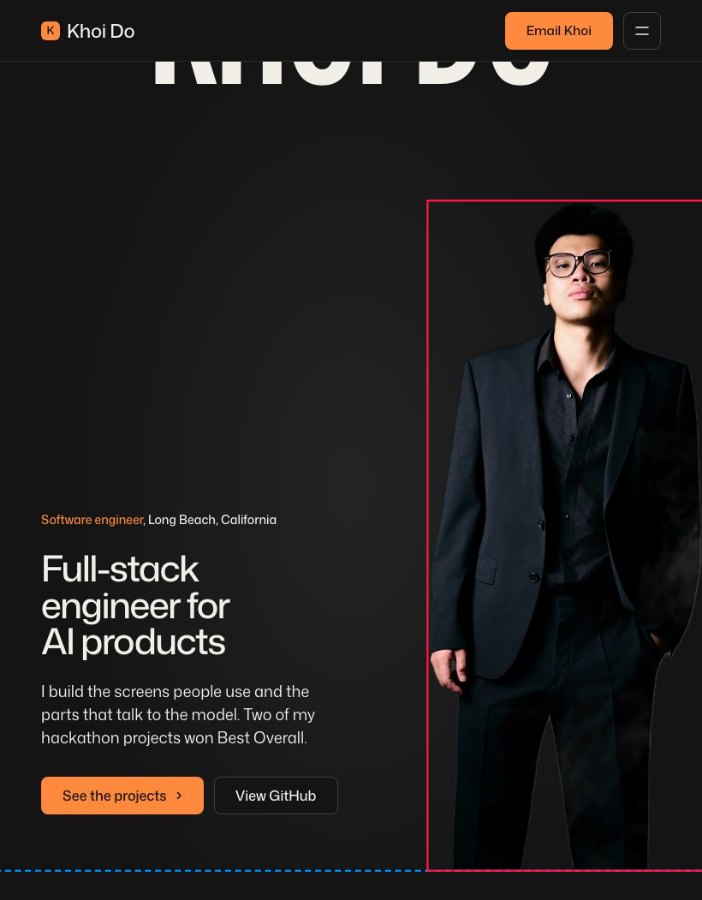 K Khoi Do
Email Khoi
KHOI DO
Software engineer, Long Beach, California
Full-stack
engineer for
AI products
I build the screens people use and the
parts that talk to the model. Two of my
hackathon projects won Best Overall.
See the projects
View GitHub